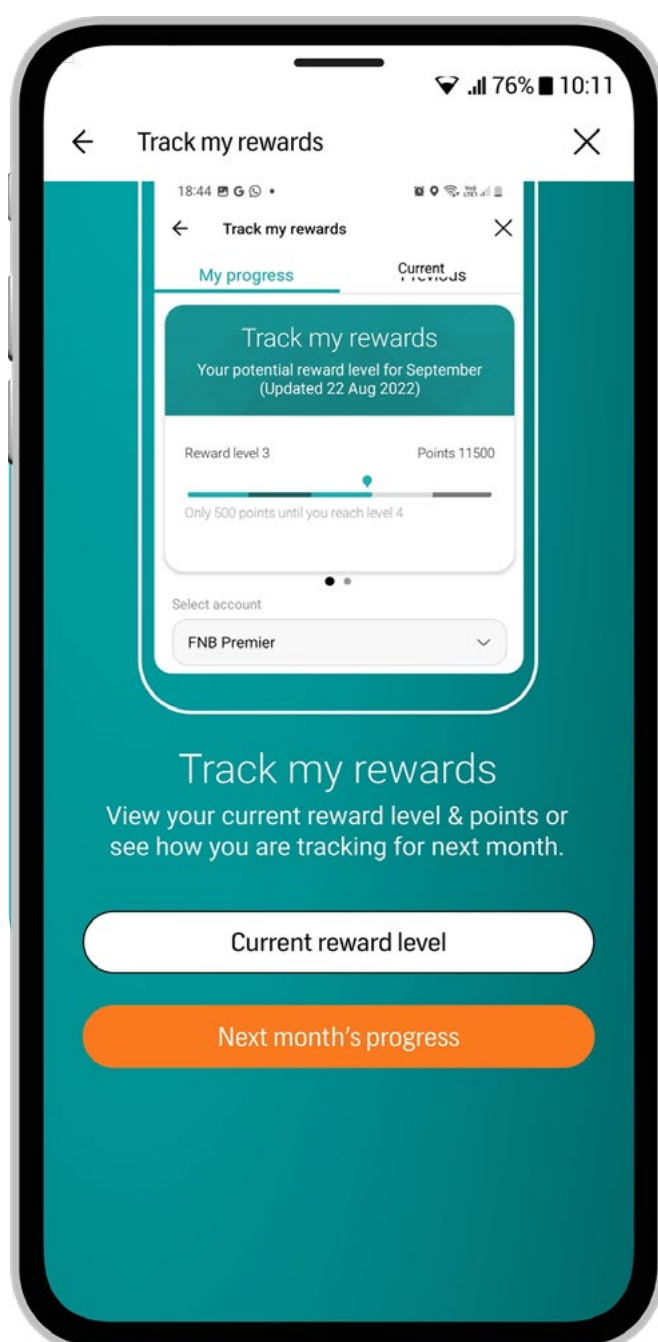 76% 10:11
Track my rewards
18:44
Track my rewards
My progress
Current
Previous
Track my rewards
Your potential reward level for September
(Updated 22 Aug 2022)
Reward level 3 Points 11500
Only 500 points until you reach level 4
Select account
FNB Premier
Track my rewards
View your current reward level & points or
see how you are tracking for next month.
Current reward level
Next month's progress